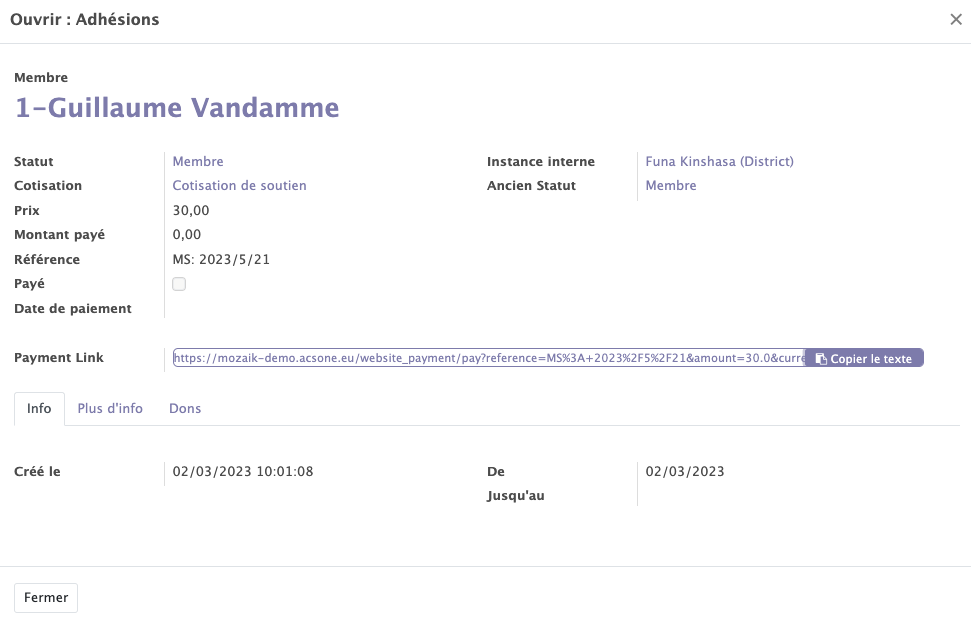 Ouvrir : Adhésions
Membre
1-Guillaume Vandamme
Statut Membre Instance interne Funa Kinshasa (District)
Cotisation Cotisation de soutien Ancien Statut Membre
Prix 30,00
Montant payé 0,00
Référence MS: 2023/5/21
Payé
Date de paiement
Payment Link https://mozaik-demo.acsone.eu/website_payment/pay?reference=MS%3A+2023%2F5%2F21&amount=30.0&curre Copier le texte
Info Plus d'info Dons
Créé le 02/03/2023 10:01:08 De 02/03/2023
Jusqu'au
Fermer